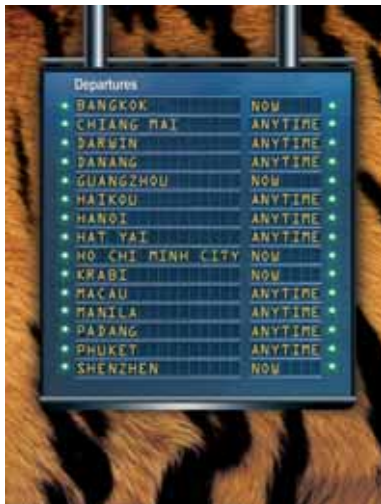 Departures
BANGKOK NOW
CHIANG MAI ANYTIME
DARWIN ANYTIME
DANANG ANYTIME
GUANGZHOU NOW
HAIKOU ANYTIME
HANOI ANYTIME
HAT YAI ANYTIME
HO CHI MINH CITY NOW
KRABI NOW
MACAU ANYTIME
MANILA ANYTIME
PADANG ANYTIME
PHUKET ANYTIME
SHENZHEN NOW